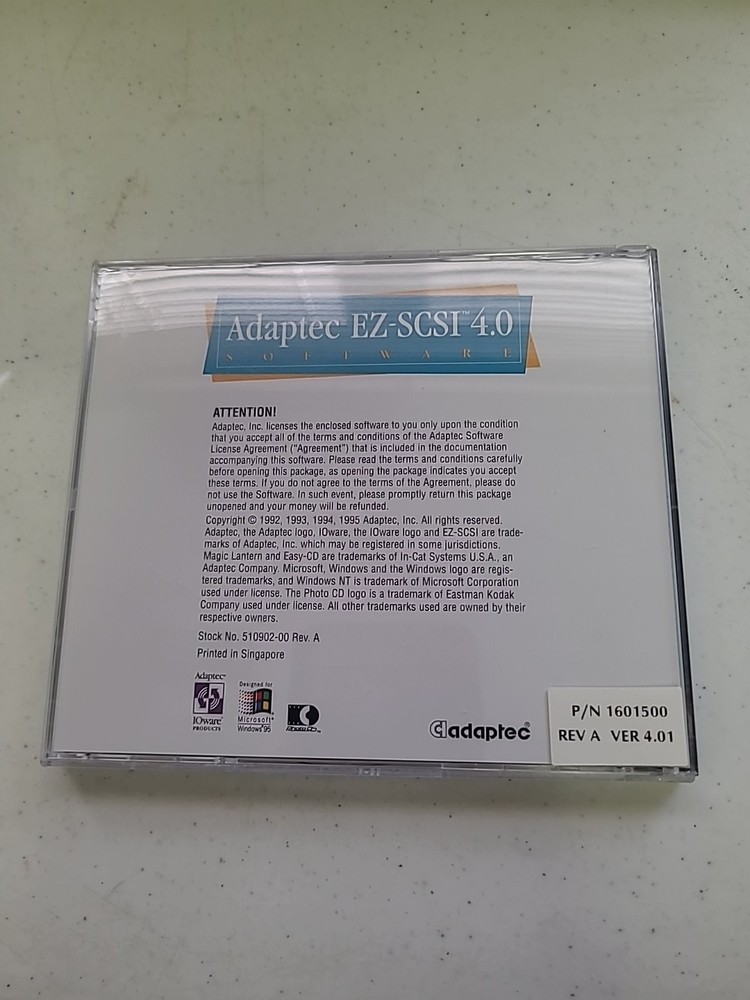 Adaptec EZ-SCSI™ 4.0
SOFTWARE
ATTENTION!
Adaptec, Inc. licenses the enclosed software to you only upon the condition
that you accept all of the terms and conditions of the Adaptec Software
License Agreement ("Agreement") that is included in the documentation
accompanying this software. Please read the terms and conditions carefully
before opening this package, as opening the package indicates you accept
these terms. If you do not agree to the terms of the Agreement, please do
not use the Software. In such event, please promptly return this package
unopened and your money will be refunded.
Copyright © 1992, 1993, 1994, 1995 Adaptec, Inc. All rights reserved.
Adaptec, the Adaptec logo, IOware, the IOware logo and EZ-SCSI are trade-
marks of Adaptec, Inc. which may be registered in some jurisdictions.
Magic Lantern and Easy-CD are trademarks of In-Cat Systems U.S.A., an
Adaptec Company. Microsoft, Windows and the Windows logo are regis-
tered trademarks, and Windows NT is trademark of Microsoft Corporation
used under license. The Photo CD logo is a trademark of Eastman Kodak
Company used under license. All other trademarks used are owned by their
respective owners.
Stock No. 510902-00 Rev. A
Printed in Singapore
Adaptec
IOware
PRODUCTS
Designed for
Microsoft®
Windows®95
adaptec®
P/N 1601500
REV A VER 4.01